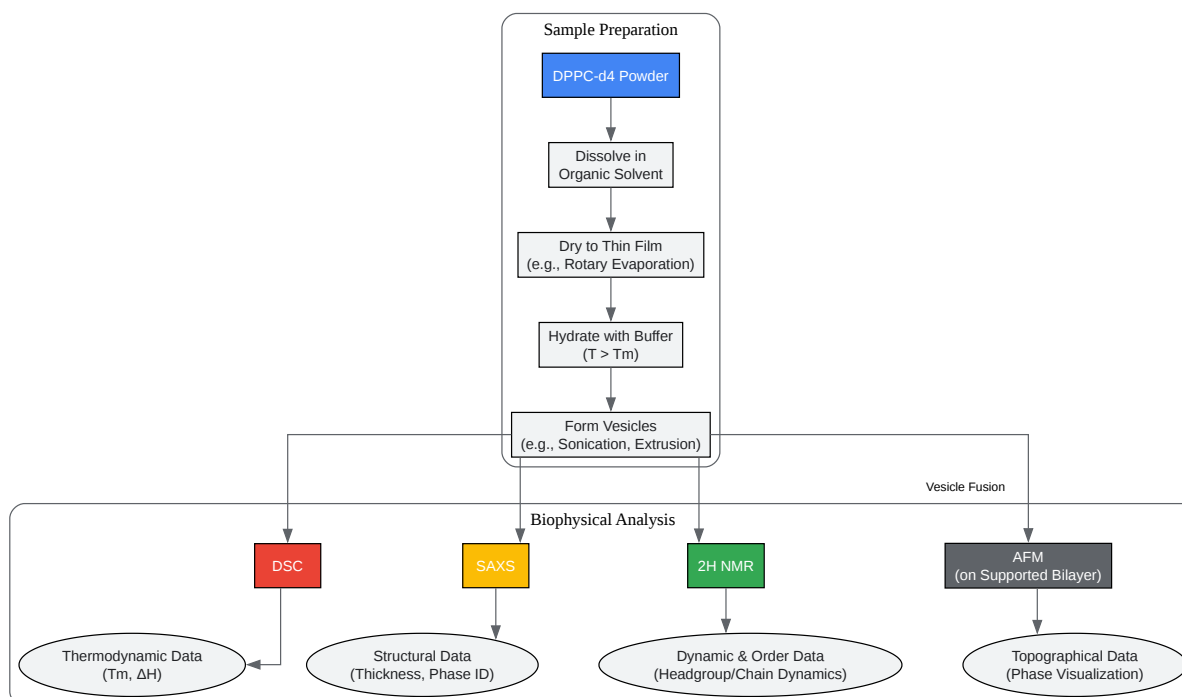 Sample Preparation
DPPC-d4 Powder
Dissolve in
Organic Solvent
Dry to Thin Film
(e.g., Rotary Evaporation)
Hydrate with Buffer
(T > Tm)
Form Vesicles
(e.g., Sonication, Extrusion)
Vesicle Fusion
Biophysical Analysis
DSC
SAXS
2H NMR
AFM
(on Supported Bilayer)
Thermodynamic Data
(Tm, ΔH)
Structural Data
(Thickness, Phase ID)
Dynamic & Order Data
(Headgroup/Chain Dynamics)
Topographical Data
(Phase Visualization)